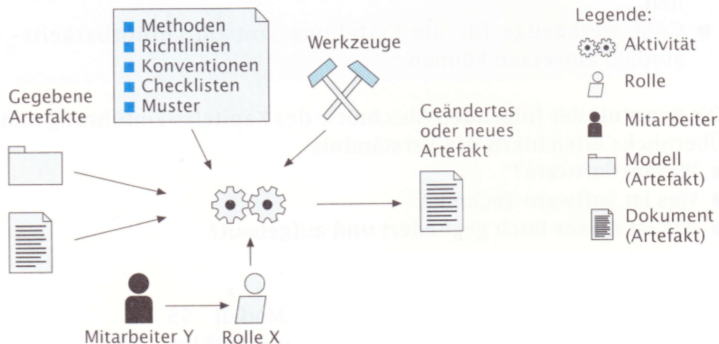 Methoden
Richtlinien
Konventionen
Checklisten
Muster
Werkzeuge
Gegebene
Artefakte
Geändertes
oder neues
Artefakt
Mitarbeiter Y
Rolle X
Legende:
Aktivität
Rolle
Mitarbeiter
Modell
(Artefakt)
Dokument
(Artefakt)